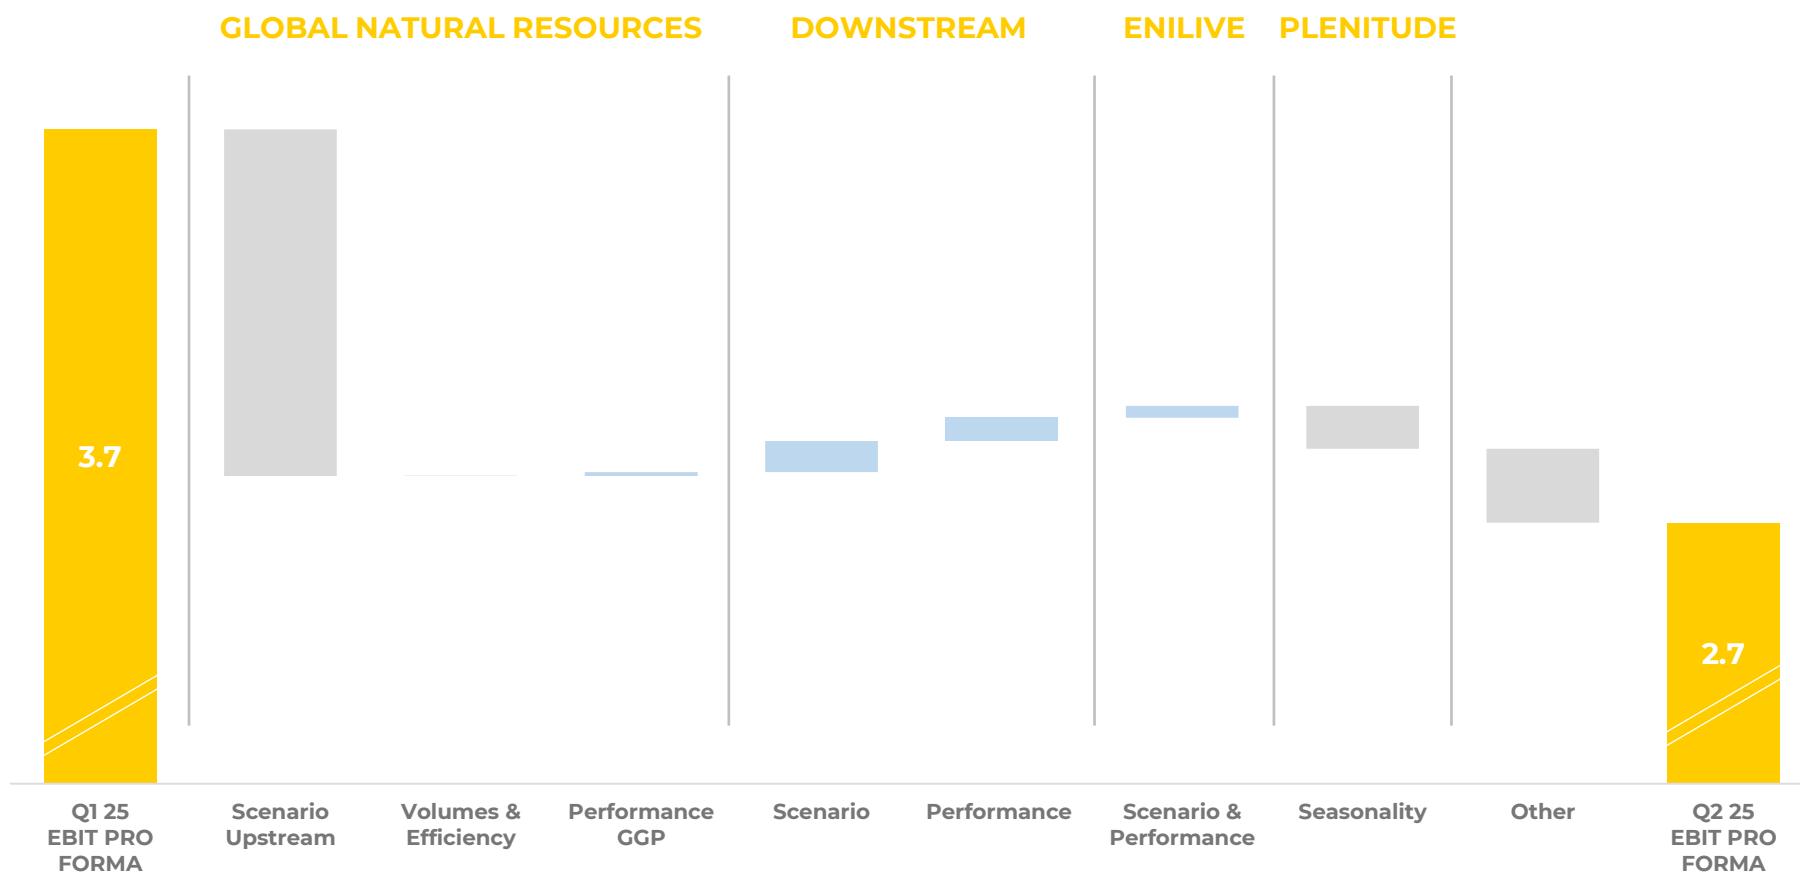 GLOBAL NATURAL RESOURCES
DOWNSTREAM
ENILIVE
PLENITUDE
3.7
2.7
Q1 25
EBIT PRO
FORMA
Scenario
Upstream
Volumes &
Efficiency
Performance
GGP
Scenario
Performance
Scenario &
Performance
Seasonality
Other
Q2 25
EBIT PRO
FORMA